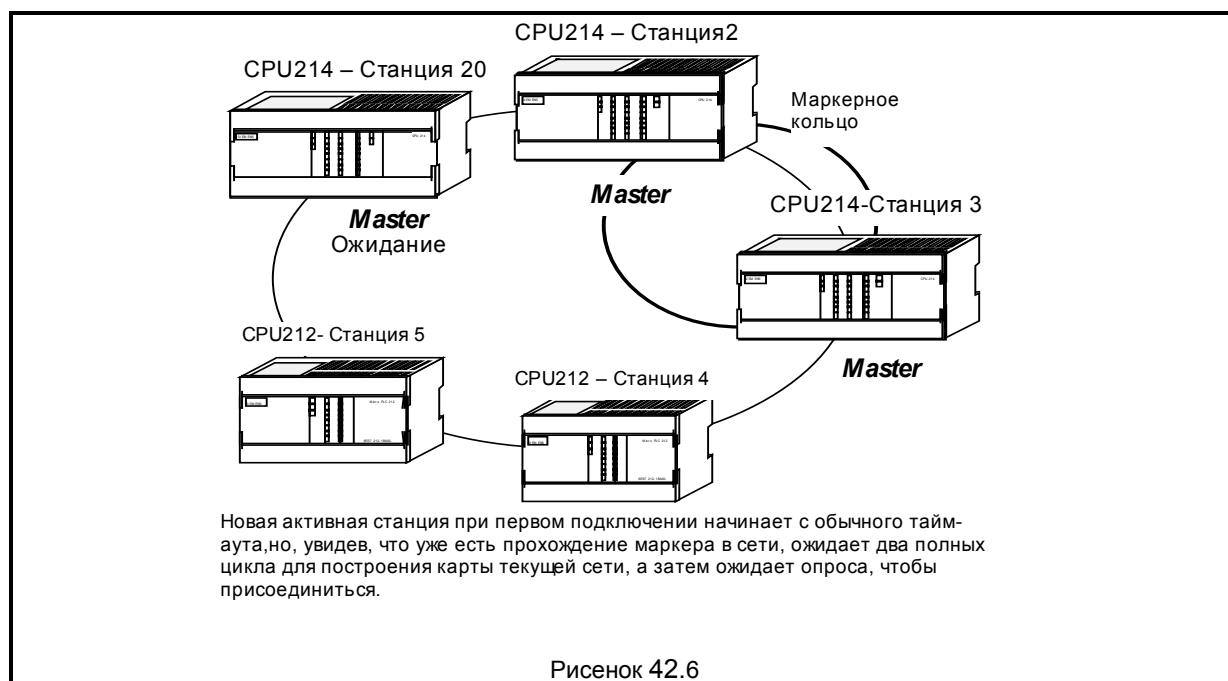 CPU214 – Станция2
CPU214 – Станция 20
Маркерное
кольцо
Master
Master
Ожидание
CPU214-Станция 3
CPU212- Станция 5
Master
CPU212 – Станция 4
Новая активная станция при первом подключении начинает с обычного тайм-
аута,но, увидев, что уже есть прохождение маркера в сети, ожидает два полных
цикла для построения карты текущей сети, а затем ожидает опроса, чтобы
присоединиться.
Рисенок 42.6